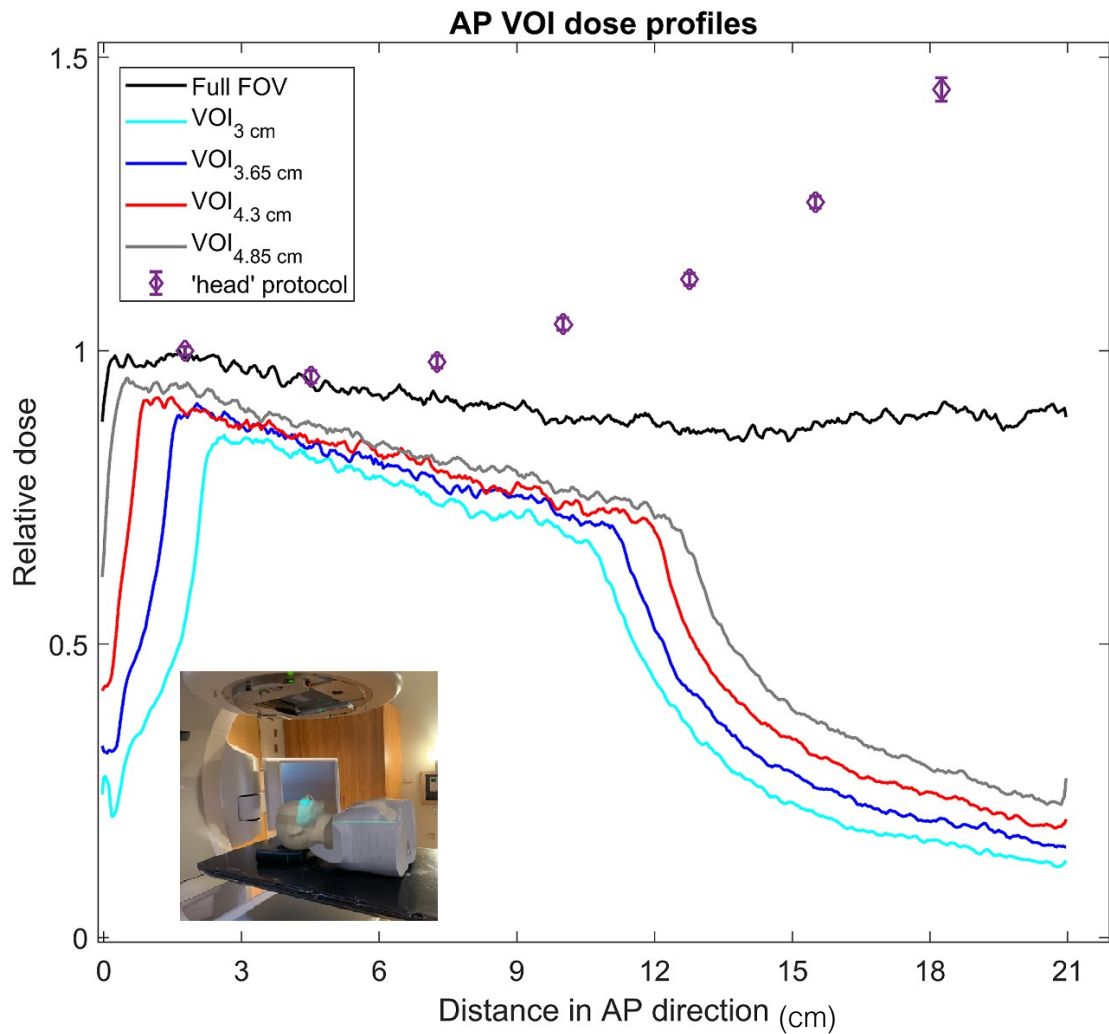 AP VOI dose profiles
1.5
1
0.5
0
Relative dose
Full FOV
VOI3 cm
VOI3.65 cm
VOI4.3 cm
VOI4.85 cm
'head' protocol
0 3 6 9 12 15 18 21
Distance in AP direction (cm)